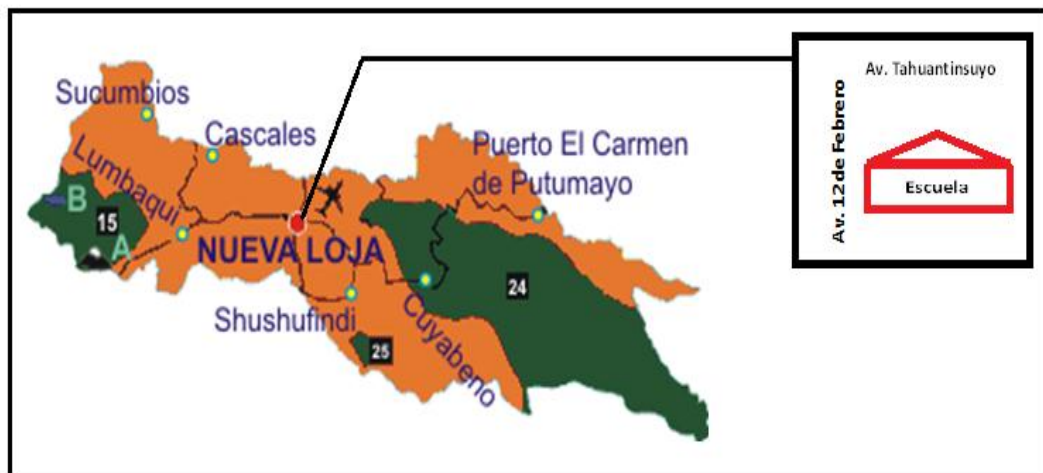 Sucumbios
Cascales
Puerto El Carmen
de Putumayo
Lumbaqui
B
15
A
NUEVA LOJA
24
Shushufindi
Cuyabeno
25
Av. Tahuantinsuyo
Av. 12 de Febrero
Escuela